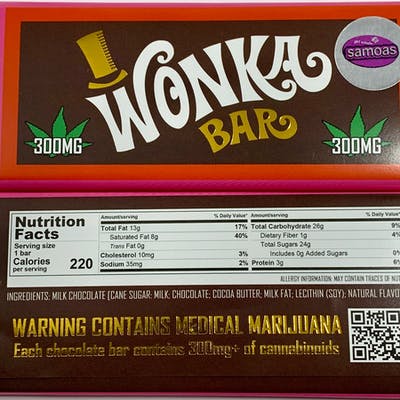 WONKA
BAR
girl scouts
samoas
300MG
300MG
Nutrition
Facts
Serving size
1 bar
Calories 220
per serving
Amount/serving % Daily Value*
Total Fat 13g 17%
Saturated Fat 8g 40%
Trans Fat 0g
Cholesterol 10mg 3%
Sodium 35mg 2%
Amount/serving % Daily Value*
Total Carbohydrate 26g 9%
Dietary Fiber 1g
Total Sugars 24g
Includes 0g Added Sugars 0%
Protein 3g 6%
ALLERGY INFORMATION: MAY CONTAIN TRACES OF
INGREDIENTS: MILK CHOCOLATE (CANE SUGAR; MILK; CHOCOLATE; COCOA BUTTER; MILK FAT; LECITHIN (SOY); NATURAL
WARNING CONTAINS MEDICAL MARIJUANA
Each chocolate bar contains 300mg+ of cannabinoids